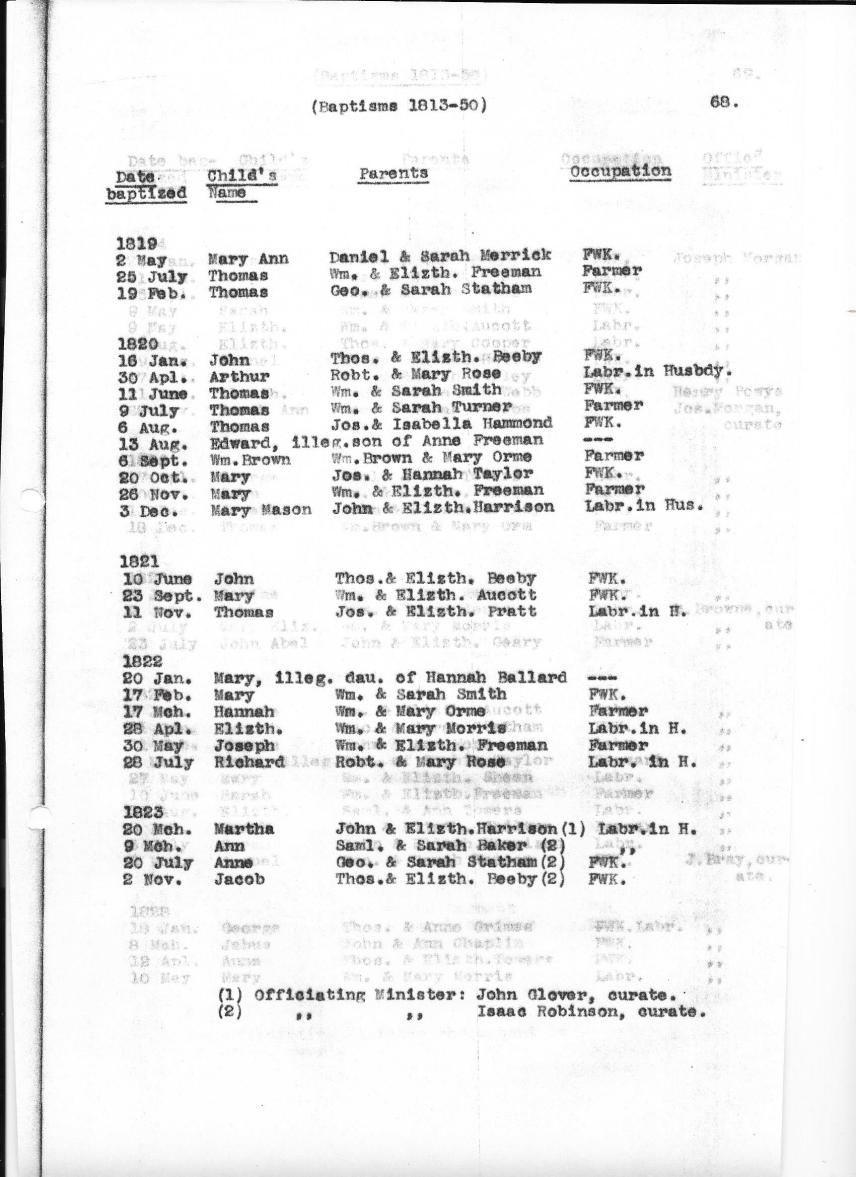 (Baptisms 1813-50) 68.
Date baptized Child's Name Parents Occupation
1819
2 May Mary Ann Daniel & Sarah Merrick FWK.
25 July Thomas Wm. & Elizth. Freeman Farmer
19 Feb. Thomas Geo. & Sarah Statham FWK.
1820
16 Jan. John Thos. & Elizth. Beeby FWK.
30 Apl. Arthur Robt. & Mary Rose Labr.in Husbdy.
11 June Thomas Wm. & Sarah Smith FWK.
9 July Thomas Wm. & Sarah Turner Farmer
6 Aug. Thomas Jos.& Isabella Hammond FWK.
13 Aug. Edward, illeg.son of Anne Freeman ---
6 Sept. Wm.Brown Wm.Brown & Mary Orme Farmer
20 Oct. Mary Jos. & Hannah Taylor FWK.
26 Nov. Mary Wm. & Elizth. Freeman Farmer
3 Dec. Mary Mason John & Elizth.Harrison Labr.in Hus.
1821
10 June John Thos.& Elizth. Beeby FWK.
23 Sept. Mary Wm. & Elizth. Aucott FWK.
11 Nov. Thomas Jos. & Elizth. Pratt Labr.in H.
1822
20 Jan. Mary, illeg. dau. of Hannah Ballard ---
17 Feb. Mary Wm. & Sarah Smith FWK.
17 Mch. Hannah Wm. & Mary Orme Farmer
28 Apl. Elizth. Wm. & Mary Morris Labr.in H.
30 May Joseph Wm. & Elizth. Freeman Farmer
28 July Richard Robt. & Mary Rose Labr. in H.
1823
20 Mch. Martha John & Elizth.Harrison(1) Labr.in H.
9 Mch. Ann Saml. & Sarah Baker (2) ,,
20 July Anne Geo. & Sarah Statham(2) FWK.
2 Nov. Jacob Thos.& Elizth. Beeby(2) FWK.
(1) Officiating Minister: John Glover, curate.
(2) ,, ,, Isaac Robinson, curate.